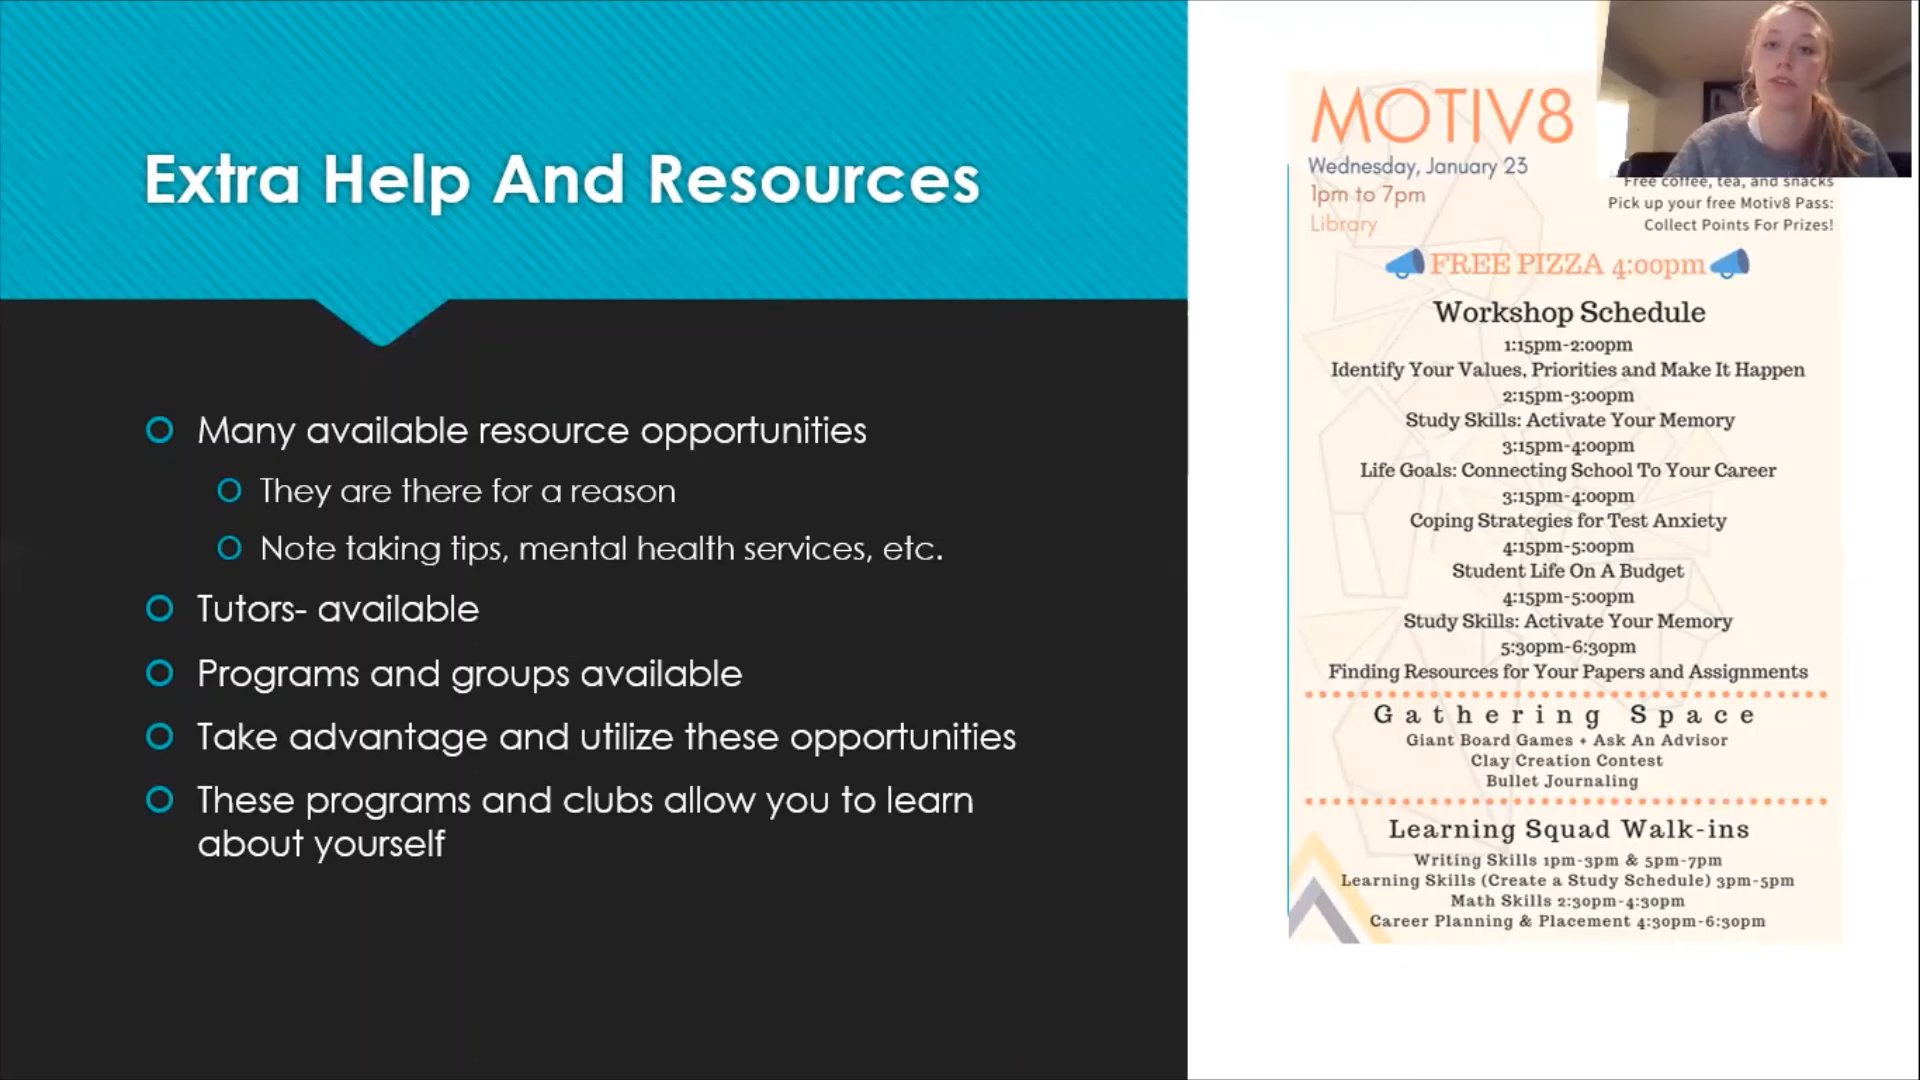 Extra Help And Resources
Many available resource opportunities
They are there for a reason
Note taking tips, mental health services, etc.
Tutors- available
Programs and groups available
Take advantage and utilize these opportunities
These programs and clubs allow you to learn
about yourself
MOTIV8
Wednesday, January 23
1pm to 7pm
Library
Free coffee, tea, and snacks
Pick up your free Motiv8 Pass:
Collect Points For Prizes!
FREE PIZZA 4:00pm
Workshop Schedule
1:15pm-2:00pm
Identify Your Values, Priorities and Make It Happen
2:15pm-3:00pm
Study Skills: Activate Your Memory
3:15pm-4:00pm
Life Goals: Connecting School To Your Career
3:15pm-4:00pm
Coping Strategies for Test Anxiety
4:15pm-5:00pm
Student Life On A Budget
4:15pm-5:00pm
Study Skills: Activate Your Memory
5:30pm-6:30pm
Finding Resources for Your Papers and Assignments
Gathering Space
Giant Board Games + Ask An Advisor
Clay Creation Contest
Bullet Journaling
Learning Squad Walk-ins
Writing Skills 1pm-3pm & 5pm-7pm
Learning Skills (Create a Study Schedule) 3pm-5pm
Math Skills 2:30pm-4:30pm
Career Planning & Placement 4:30pm-6:30pm